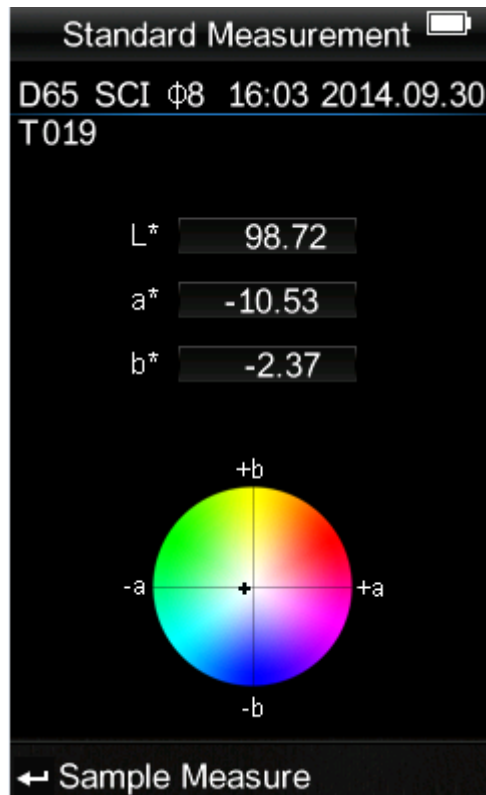 Standard Measurement
D65 SCI Φ8 16:03 2014.09.30
T019
L* 98.72
a* -10.53
b* -2.37
+b
-a +a
-b
Sample Measure